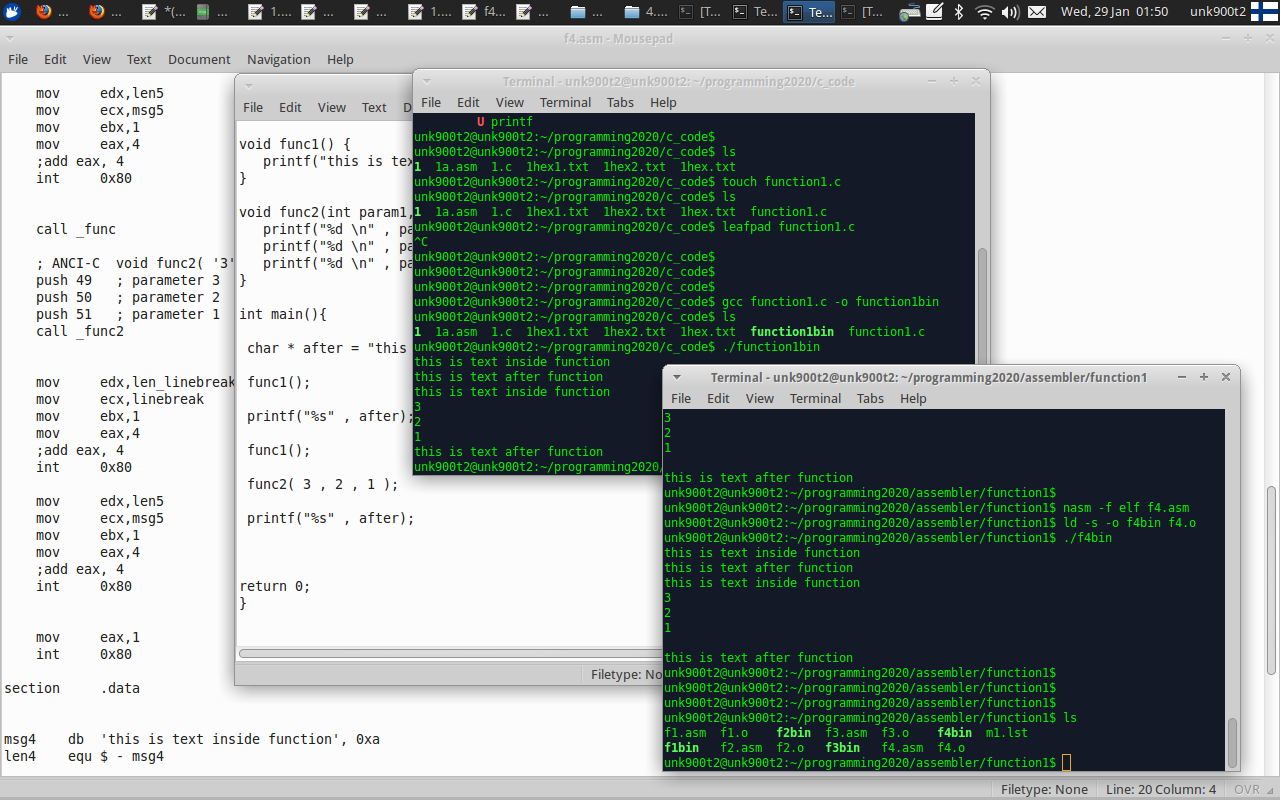 ... ... *(... ... 1.... ... ... 1.... f4... ... ... 4.... [T... Te... Te... [T... Wed, 29 Jan 01:50 unk900t2
f4.asm - Mousepad
File Edit View Text Document Navigation Help
mov edx,len5
mov ecx,msg5
mov ebx,1
mov eax,4
;add eax, 4
int 0x80
call _func
; ANCI-C void func2( '3'
push 49 ; parameter 3
push 50 ; parameter 2
push 51 ; parameter 1
call _func2
mov edx,len_linebreak
mov ecx,linebreak
mov ebx,1
mov eax,4
;add eax, 4
int 0x80
mov edx,len5
mov ecx,msg5
mov ebx,1
mov eax,4
;add eax, 4
int 0x80
mov eax,1
int 0x80
section .data
msg4 db 'this is text inside function', 0xa
len4 equ $ - msg4
Filetype: None Line: 20 Column: 4 OVR
File Edit View Text D
void func1() {
printf("this is tex
}
void func2(int param1,
printf("%d \n" , pa
printf("%d \n" , pa
printf("%d \n" , pa
}
int main(){
char * after = "this
func1();
printf("%s" , after);
func1();
func2( 3 , 2 , 1 );
printf("%s" , after);
return 0;
}
Filetype: No
Terminal - unk900t2@unk900t2: ~/programming2020/c_code
File Edit View Terminal Tabs Help
U printf
unk900t2@unk900t2:~/programming2020/c_code$
unk900t2@unk900t2:~/programming2020/c_code$ ls
1 1a.asm 1.c 1hex1.txt 1hex2.txt 1hex.txt
unk900t2@unk900t2:~/programming2020/c_code$ touch function1.c
unk900t2@unk900t2:~/programming2020/c_code$ ls
1 1a.asm 1.c 1hex1.txt 1hex2.txt 1hex.txt function1.c
unk900t2@unk900t2:~/programming2020/c_code$ leafpad function1.c
^C
unk900t2@unk900t2:~/programming2020/c_code$
unk900t2@unk900t2:~/programming2020/c_code$
unk900t2@unk900t2:~/programming2020/c_code$
unk900t2@unk900t2:~/programming2020/c_code$ gcc function1.c -o function1bin
unk900t2@unk900t2:~/programming2020/c_code$ ls
1 1a.asm 1.c 1hex1.txt 1hex2.txt 1hex.txt function1bin function1.c
unk900t2@unk900t2:~/programming2020/c_code$ ./function1bin
this is text inside function
this is text after function
this is text inside function
3
2
1
this is text after function
unk900t2@unk900t2:~/programming2020/
Terminal - unk900t2@unk900t2: ~/programming2020/assembler/function1
File Edit View Terminal Tabs Help
3
2
1
this is text after function
unk900t2@unk900t2:~/programming2020/assembler/function1$
unk900t2@unk900t2:~/programming2020/assembler/function1$ nasm -f elf f4.asm
unk900t2@unk900t2:~/programming2020/assembler/function1$ ld -s -o f4bin f4.o
unk900t2@unk900t2:~/programming2020/assembler/function1$ ./f4bin
this is text inside function
this is text after function
this is text inside function
3
2
1
this is text after function
unk900t2@unk900t2:~/programming2020/assembler/function1$
unk900t2@unk900t2:~/programming2020/assembler/function1$
unk900t2@unk900t2:~/programming2020/assembler/function1$
unk900t2@unk900t2:~/programming2020/assembler/function1$ ls
f1.asm f1.o f2bin f3.asm f3.o f4bin m1.lst
f1bin f2.asm f2.o f3bin f4.asm f4.o
unk900t2@unk900t2:~/programming2020/assembler/function1$